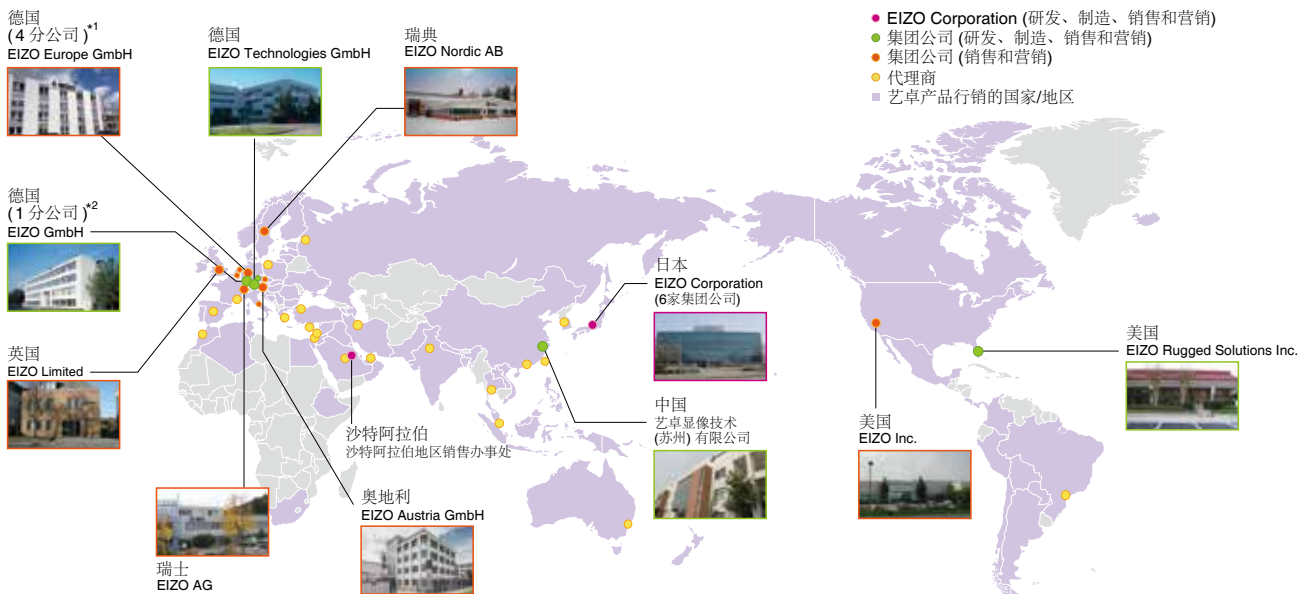 德国
(4 分公司)*1
EIZO Europe GmbH
德国
EIZO Technologies GmbH
瑞典
EIZO Nordic AB
EIZO Corporation (研发、制造、销售和营销)
集团公司 (研发、制造、销售和营销)
集团公司 (销售和营销)
代理商
艺卓产品行销的国家/地区
德国
(1 分公司)*2
EIZO GmbH
日本
EIZO Corporation
(6家集团公司)
美国
EIZO Rugged Solutions Inc.
英国
EIZO Limited
沙特阿拉伯
沙特阿拉伯地区销售办事处
中国
艺卓显像技术
(苏州) 有限公司
美国
EIZO Inc.
奥地利
EIZO Austria GmbH
瑞士
EIZO AG